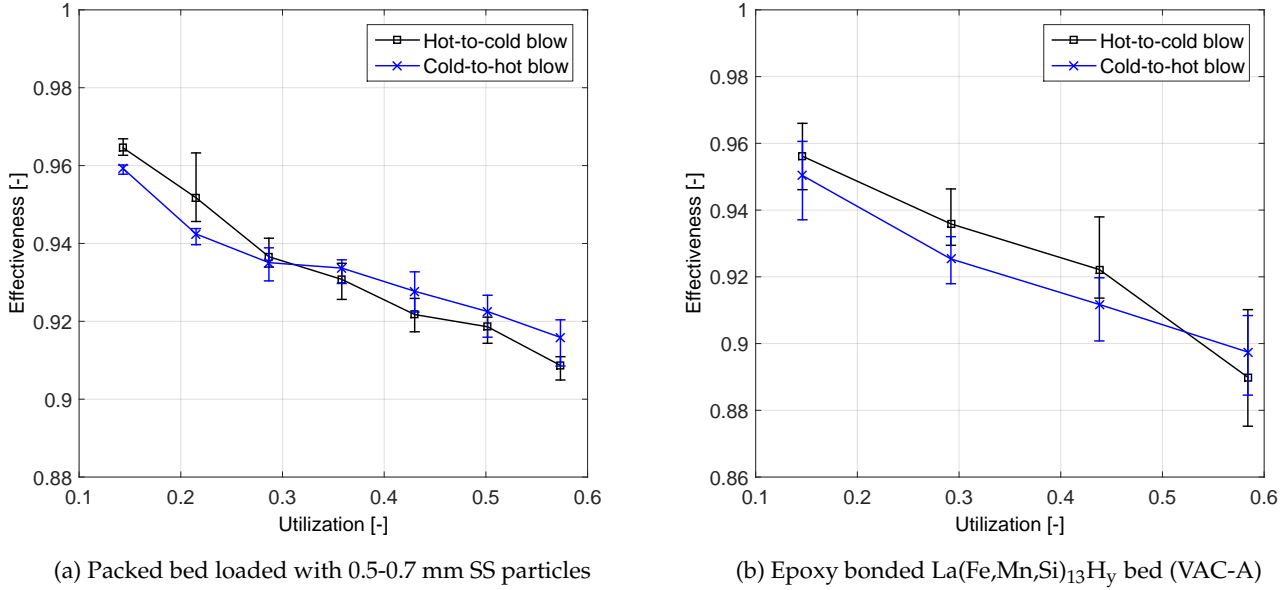 1
0.98
0.96
0.94
0.92
0.9
0.88
Effectiveness [-]
0.1 0.2 0.3 0.4 0.5 0.6
Utilization [-]
Hot-to-cold blow
Cold-to-hot blow
(a) Packed bed loaded with 0.5-0.7 mm SS particles
1
0.98
0.96
0.94
0.92
0.9
0.88
0.86
Effectiveness [-]
0.1 0.2 0.3 0.4 0.5 0.6
Utilization [-]
Hot-to-cold blow
Cold-to-hot blow
(b) Epoxy bonded La(Fe,Mn,Si)₁₃Hᵧ bed (VAC-A)